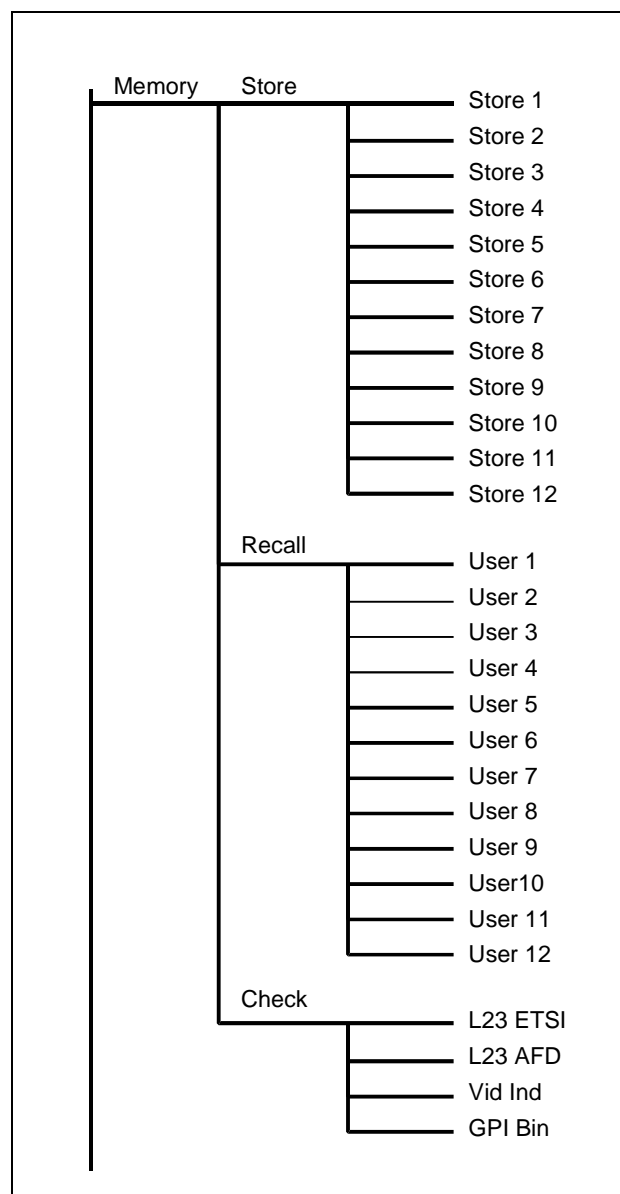 Memory Store
Store 1
Store 2
Store 3
Store 4
Store 5
Store 6
Store 7
Store 8
Store 9
Store 10
Store 11
Store 12
Recall
User 1
User 2
User 3
User 4
User 5
User 6
User 7
User 8
User 9
User10
User 11
User 12
Check
L23 ETSI
L23 AFD
Vid Ind
GPI Bin